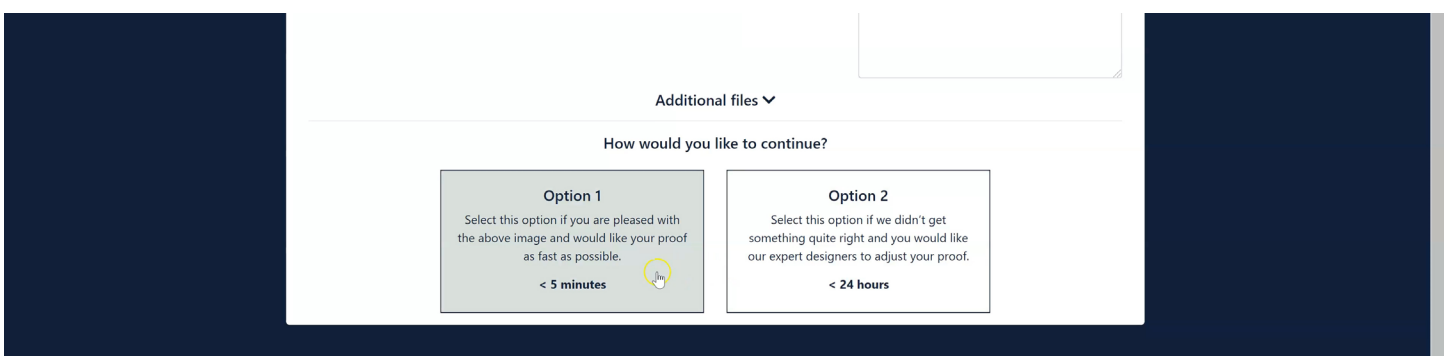 Additional files
How would you like to continue?
Option 1
Select this option if you are pleased with
the above image and would like your proof
as fast as possible.
< 5 minutes
Option 2
Select this option if we didn't get
something quite right and you would like
our expert designers to adjust your proof.
< 24 hours